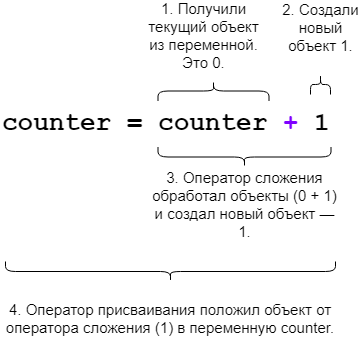 1. Получили
текущий объект
из переменной.
Это 0.
2. Создали
новый
объект 1.
counter = counter + 1
3. Оператор сложения
обработал объекты (0 + 1)
и создал новый объект —
1.
4. Оператор присваивания положил объект от
оператора сложения (1) в переменную counter.